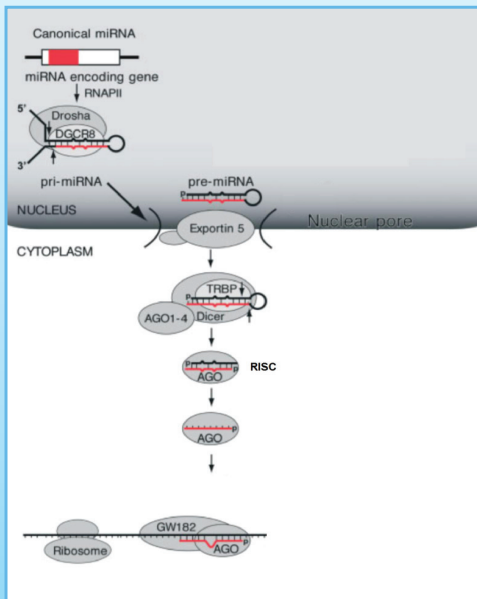 Canonical miRNA
miRNA encoding gene
RNAPII
5'
Drosha
DGCR8
3'
pri-miRNA
pre-miRNA
P
NUCLEUS
Exportin 5
Nuclear pore
CYTOPLASM
TRBP
P
AGO1-4
Dicer
P
P
AGO
RISC
P
AGO
GW182
P
Ribosome
AGO